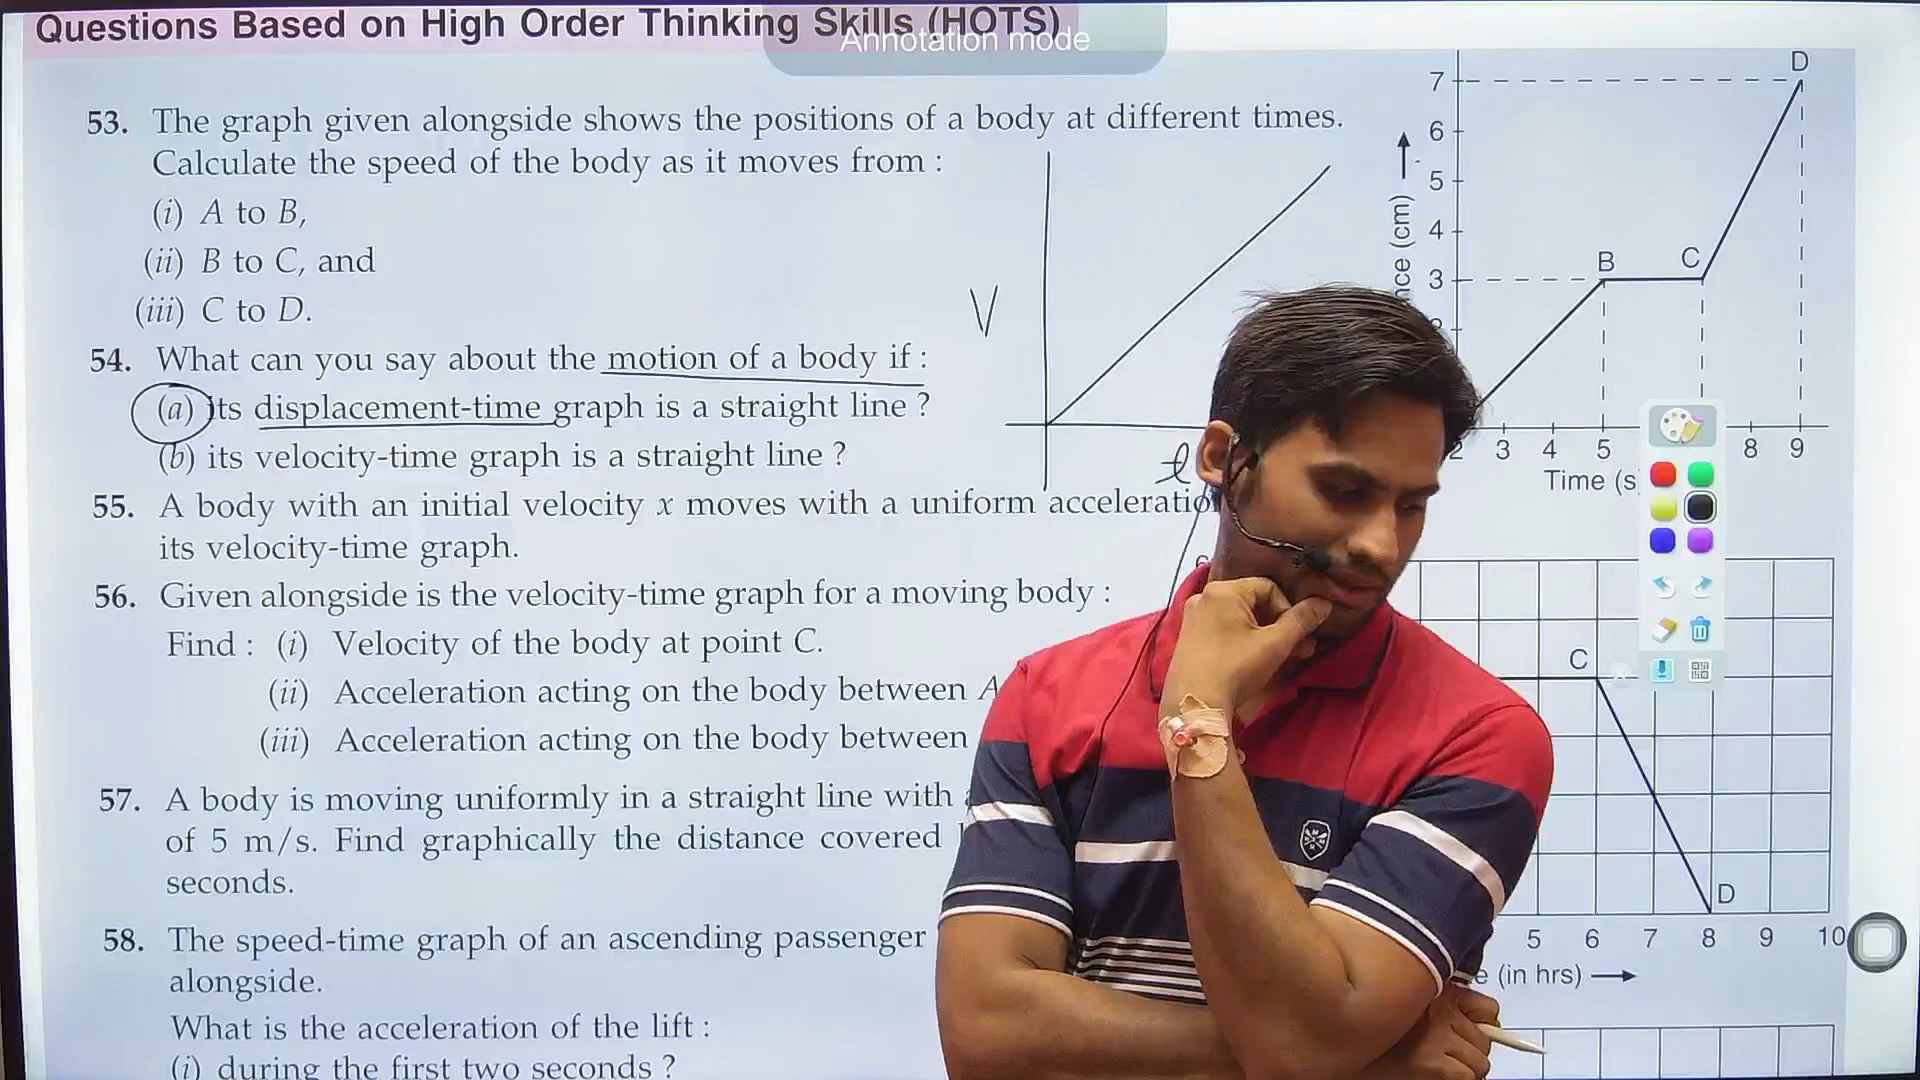 Questions Based on High Order Thinking Skills (HOTS)
Annotation mode
53. The graph given alongside shows the positions of a body at different times.
Calculate the speed of the body as it moves from :
(i) A to B,
(ii) B to C, and
(iii) C to D.
54. What can you say about the motion of a body if :
(a) its displacement-time graph is a straight line ?
(b) its velocity-time graph is a straight line ?
55. A body with an initial velocity x moves with a uniform
its velocity-time graph.
56. Given alongside is the velocity-time graph for a moving body :
Find : (i) Velocity of the body at point C.
(ii) Acceleration acting on the body between A
(iii) Acceleration acting on the body between
57. A body is moving uniformly in a straight line with
of 5 m/s. Find graphically the distance covered
seconds.
58. The speed-time graph of an ascending passenger
alongside.
What is the acceleration of the lift :
(i) during the first two seconds ?
V
t
D
7
6
5
4
B C
3
(cm)
2 3 4 5 8 9
Time (s
C
D
5 6 7 8 9 10
(in hrs)